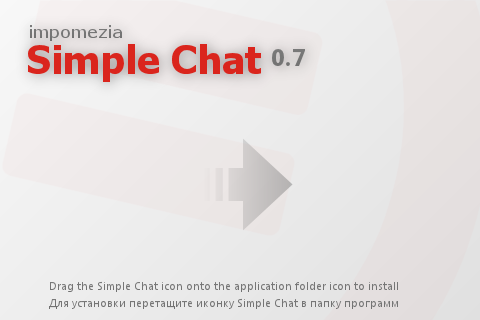 impomezia
Simple Chat 0.7
Drag the Simple Chat icon onto the application folder icon to install
Для установки перетащите иконку Simple Chat в папку программ